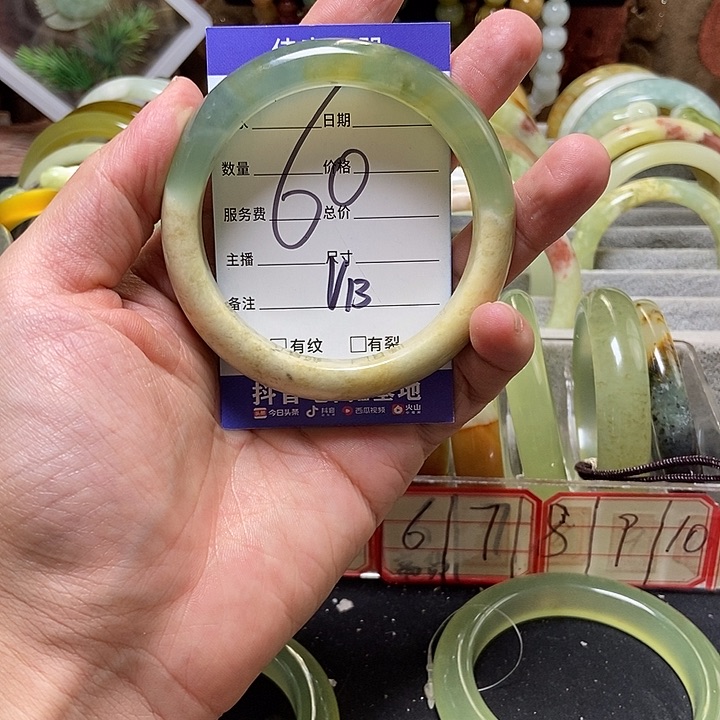 日期
数量 价格
60
服务费 总价
主播 尺寸
V13
备注
□有纹 □有裂
今日头条 抖音 西瓜视频 火山
6 7 8 9 10